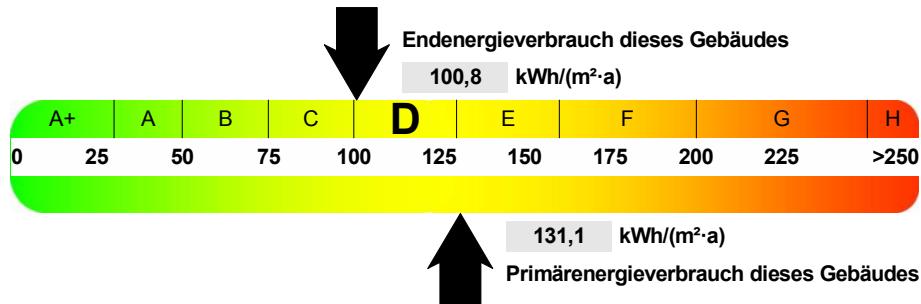 Endenergieverbrauch dieses Gebäudes
100,8 kWh/(m²·a)
A+ A B C D E F G H
0 25 50 75 100 125 150 175 200 225 >250
131,1 kWh/(m²·a)
Primärenergieverbrauch dieses Gebäudes